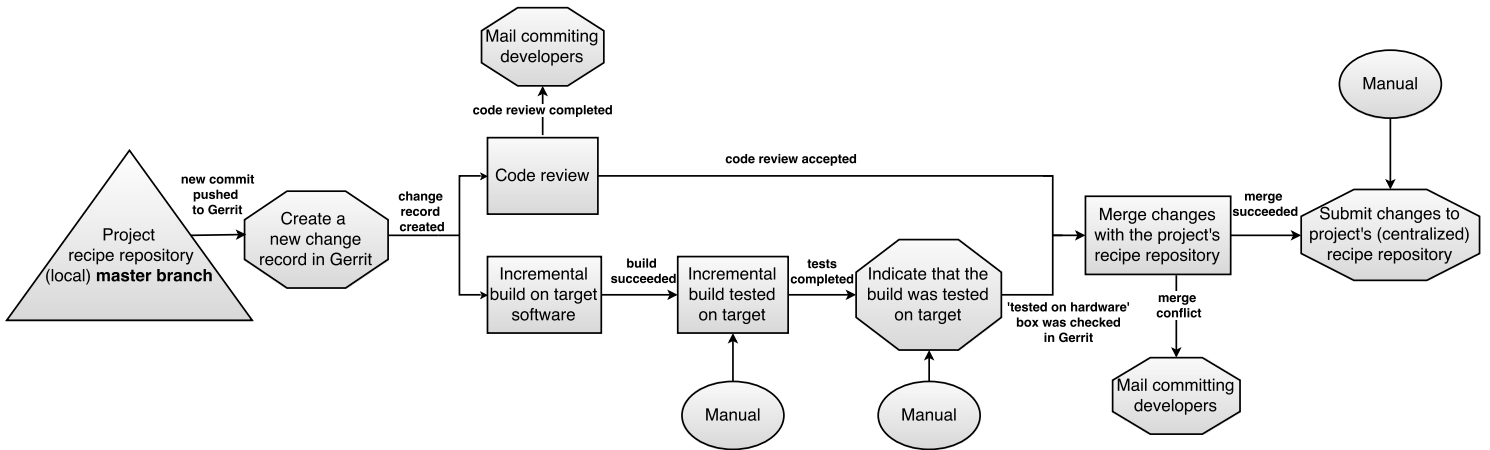 Mail commiting
developers
code review completed
Manual
Code review
code review accepted
new commit
pushed
to Gerrit
change
record
created
Project
recipe repository
(local) master branch
Create a
new change
record in Gerrit
Merge changes
with the project's
recipe repository
merge
succeeded
Submit changes to
project's (centralized)
recipe repository
Incremental
build on target
software
build
succeeded
Incremental
build tested
on target
tests
completed
Indicate that the
build was tested
on target
'tested on hardware'
box was checked
in Gerrit
merge
conflict
Mail committing
developers
Manual
Manual